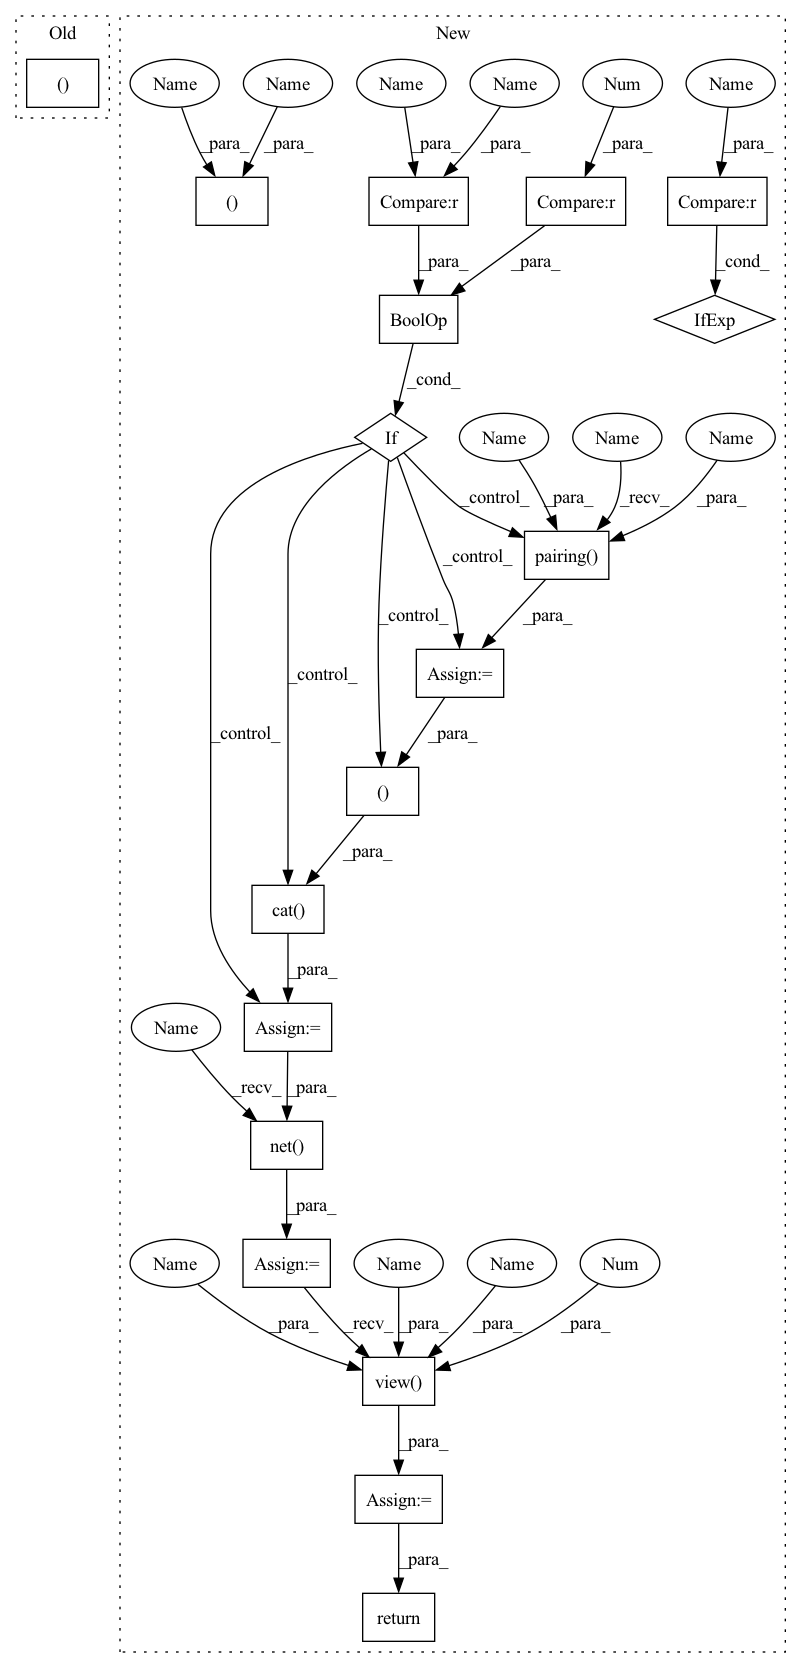 Old
New
()
Name
Name
Name
Name
Num
Name
_para_
_para_
_para_
_para_
_para_
_para_
()
Compare:r
Compare:r
Compare:r
_para_
_para_
_cond_
BoolOp
IfExp
_cond_
If
Name
Name
Name
_control_
_para_
_recv_
_para_
pairing()
_control_
_control_
_para_
Assign:=
_control_
_control_
_para_
()
_para_
cat()
_para_
Name
Assign:=
_recv_
_para_
net()
_para_
Name
Assign:=
Name
Name
Num
_para_
_recv_
_para_
_para_
_para_
view()
_para_
Assign:=
_para_
return